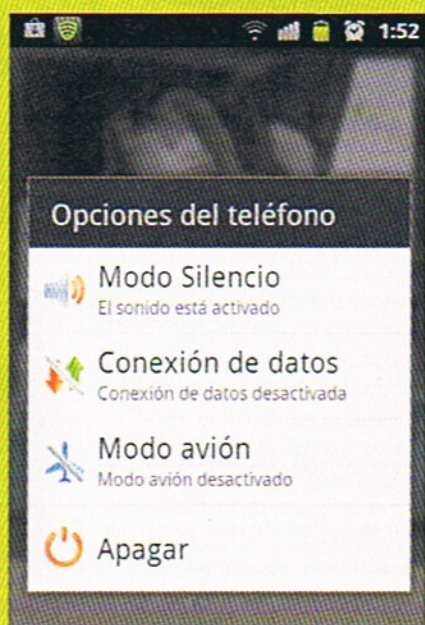 1:52
Opciones del teléfono
Modo Silencio
El sonido está activado
Conexión de datos
Conexión de datos desactivada
Modo avión
Modo avión desactivado
Apagar